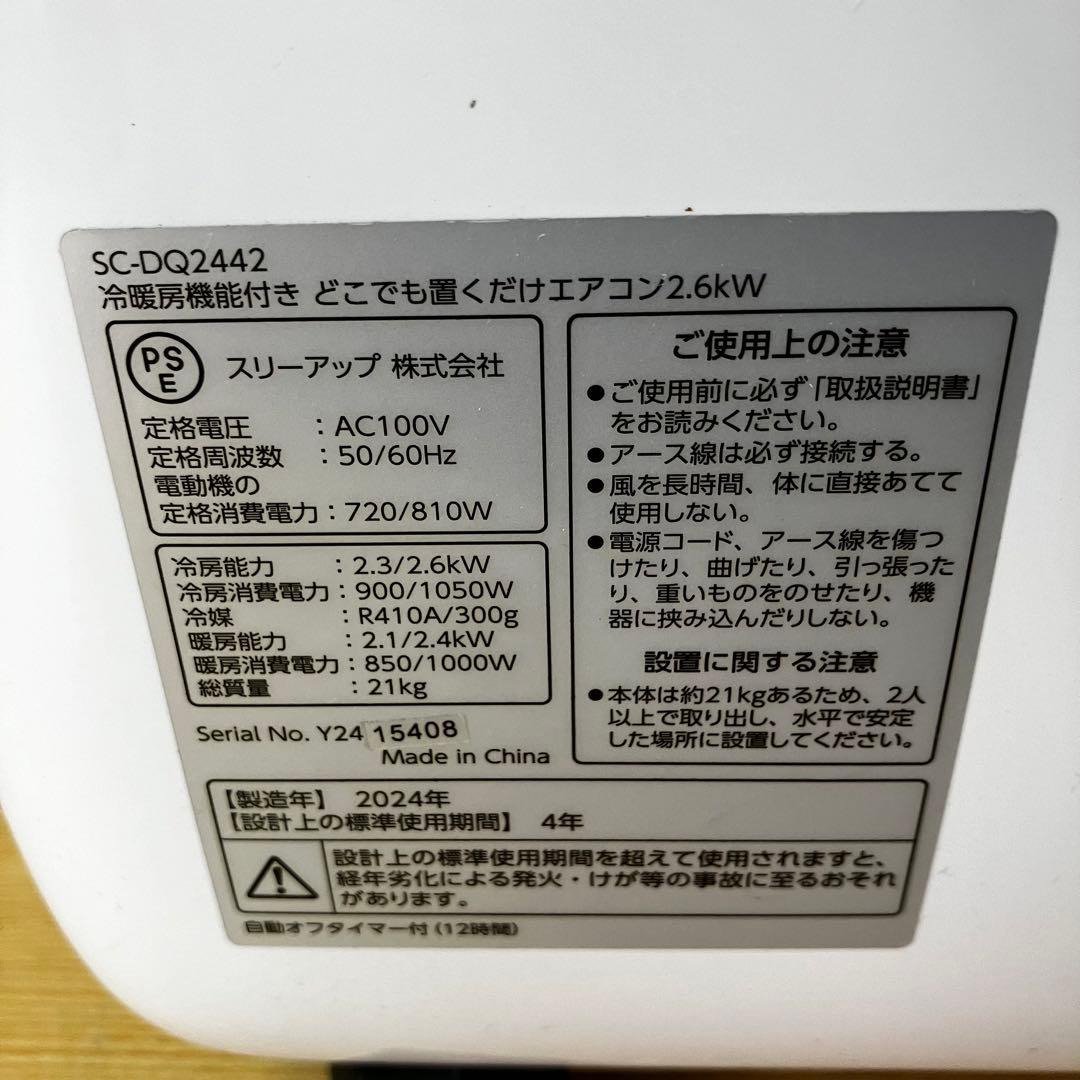 SC-DQ2442
冷暖房機能付き どこでも置くだけエアコン2.6kW
PSE
スリーアップ 株式会社
定格電圧 : AC100V
定格周波数 : 50/60Hz
電動機の
定格消費電力 : 720/810W
冷房能力 : 2.3/2.6kW
冷房消費電力 : 900/1050W
冷媒 : R410A/300g
暖房能力 : 2.1/2.4kW
暖房消費電力 : 850/1000W
総質量 : 21kg
Serial No. Y24 15408
Made in China
ご使用上の注意
●ご使用前に必ず「取扱説明書」
をお読みください。
●アース線は必ず接続する。
●風を長時間、体に直接あてて
使用しない。
●電源コード、アース線を傷つ
けたり、曲げたり、引っ張った
り、重いものをのせたり、機
器に挟み込んだりしない。
設置に関する注意
●本体は約21kgあるため、2人
以上で取り出し、水平で安定
した場所に設置してください。
【製造年】 2024年
【設計上の標準使用期間】 4年
設計上の標準使用期間を超えて使用されますと、
経年劣化による発火・けが等の事故に至るおそれ
があります。
自動オフタイマー付(12時間)